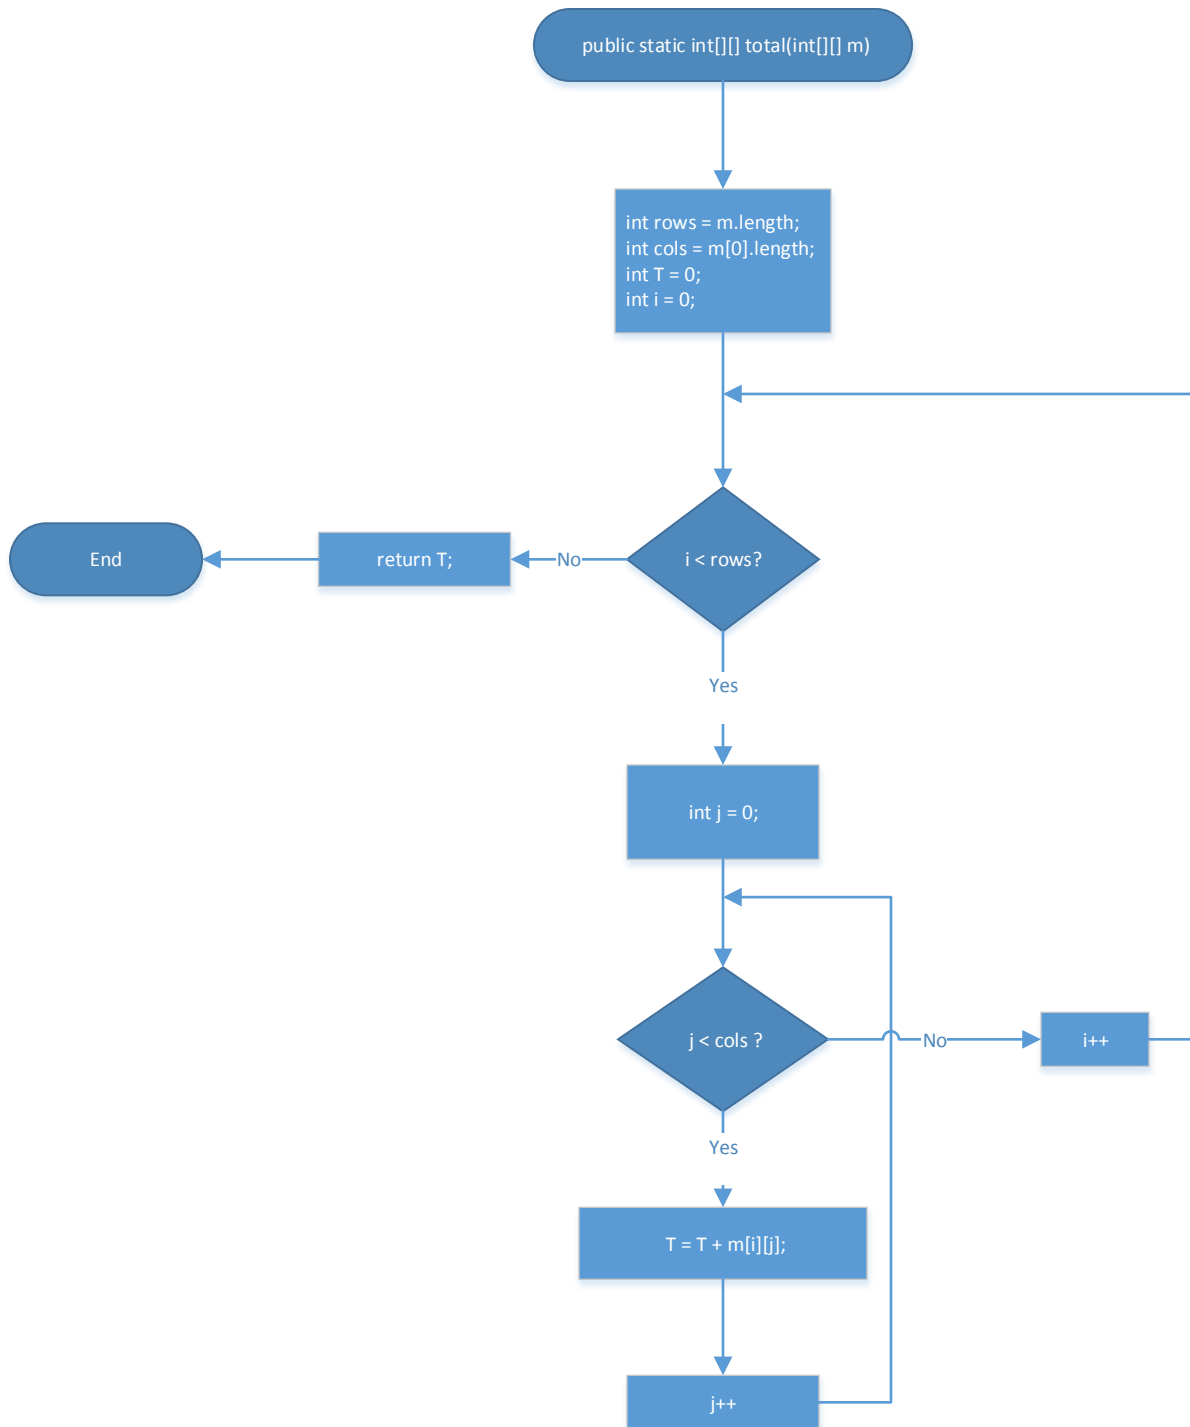 public static int[][] total(int[][] m)
int rows = m.length;
int cols = m[0].length;
int T = 0;
int i = 0;
End
return T;
No
i < rows?
Yes
int j = 0;
j < cols ?
No
i++
Yes
T = T + m[i][j];
j++